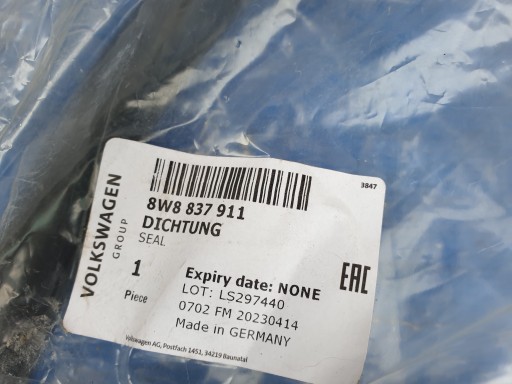 3847
8W8 837 911
DICHTUNG
SEAL
VOLKSWAGEN
GROUP
1
Piece
Expiry date: NONE
LOT: LS297440
0702 FM 20230414
Made in GERMANY
EAC
Volkswagen AG, Postfach 1451, 34219 Baunatal